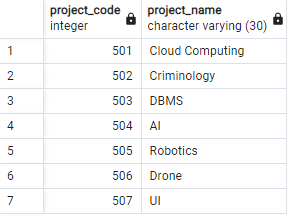 project_code project_name
integer character varying (30)
1 501 Cloud Computing
2 502 Criminology
3 503 DBMS
4 504 AI
5 505 Robotics
6 506 Drone
7 507 UI